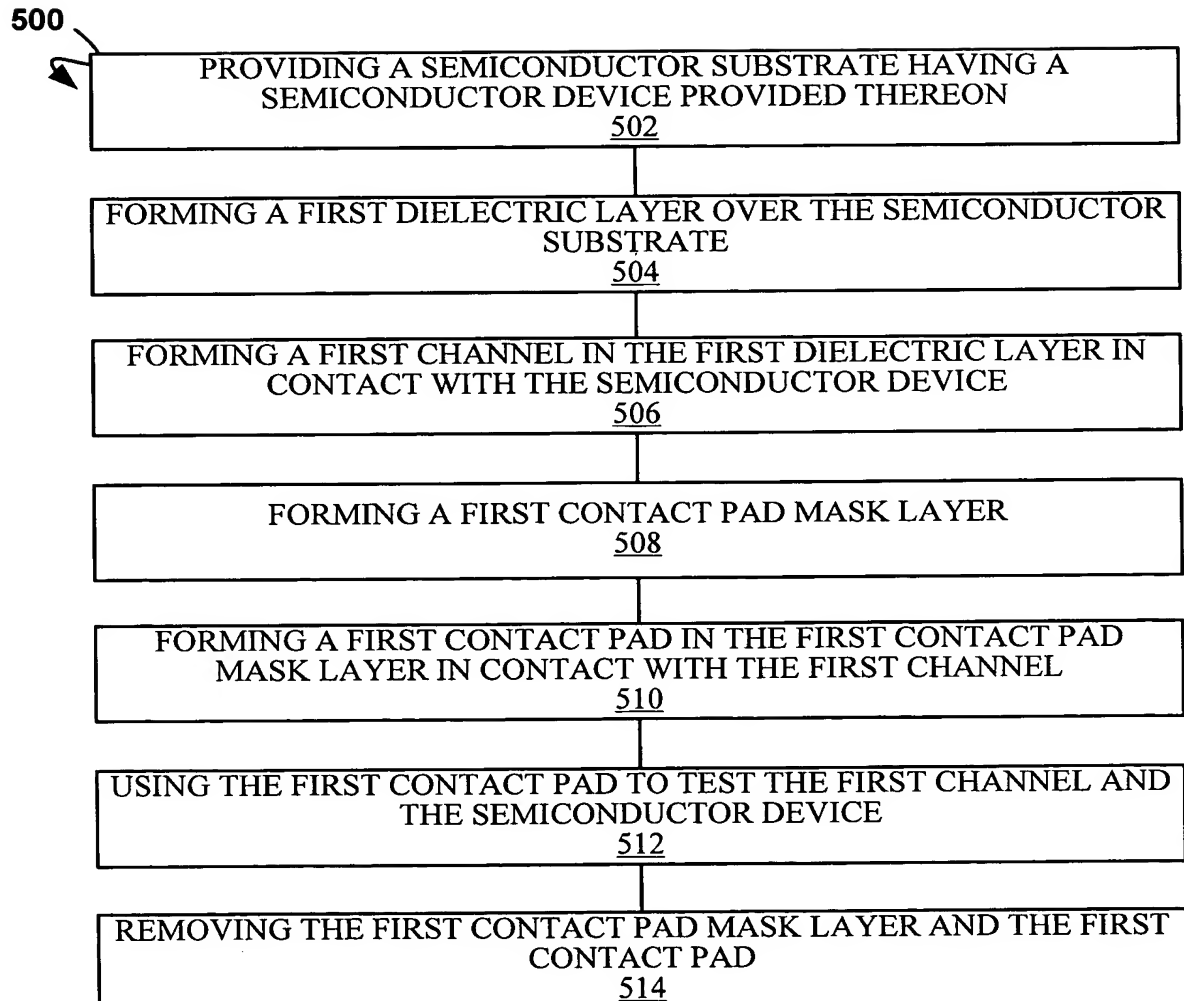 500
PROVIDING A SEMICONDUCTOR SUBSTRATE HAVING A
SEMICONDUCTOR DEVICE PROVIDED THEREON
502
FORMING A FIRST DIELECTRIC LAYER OVER THE SEMICONDUCTOR
SUBSTRATE
504
FORMING A FIRST CHANNEL IN THE FIRST DIELECTRIC LAYER IN
CONTACT WITH THE SEMICONDUCTOR DEVICE
506
FORMING A FIRST CONTACT PAD MASK LAYER
508
FORMING A FIRST CONTACT PAD IN THE FIRST CONTACT PAD
MASK LAYER IN CONTACT WITH THE FIRST CHANNEL
510
USING THE FIRST CONTACT PAD TO TEST THE FIRST CHANNEL AND
THE SEMICONDUCTOR DEVICE
512
REMOVING THE FIRST CONTACT PAD MASK LAYER AND THE FIRST
CONTACT PAD
514